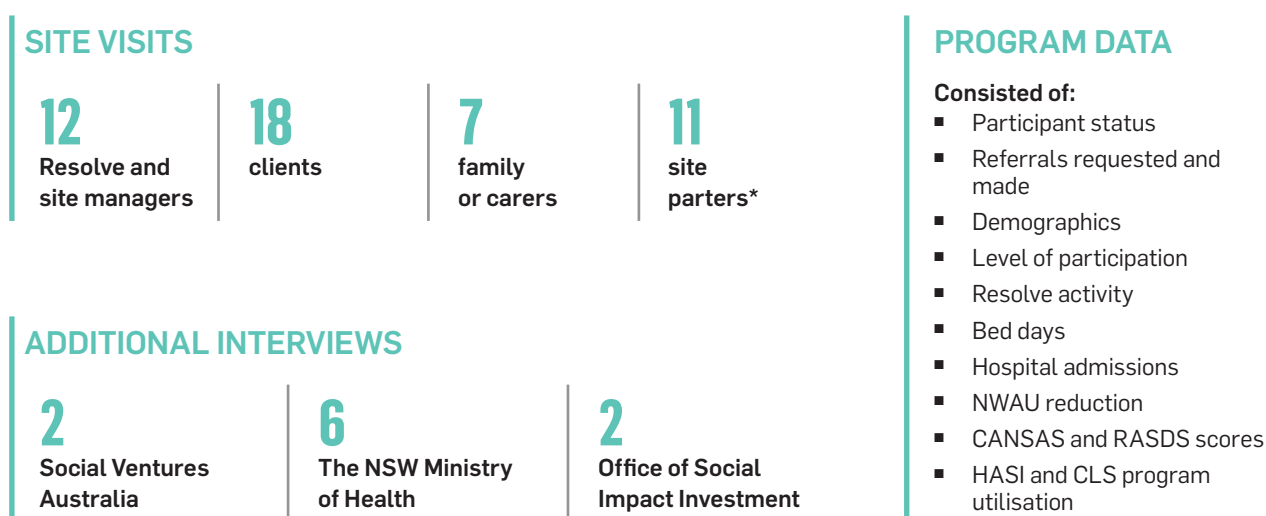 SITE VISITS
12
Resolve and
site managers
18
clients
7
family
or carers
11
site
parters*
ADDITIONAL INTERVIEWS
2
Social Ventures
Australia
6
The NSW Ministry
of Health
2
Office of Social
Impact Investment
PROGRAM DATA
Consisted of:
▪ Participant status
▪ Referrals requested and
made
▪ Demographics
▪ Level of participation
▪ Resolve activity
▪ Bed days
▪ Hospital admissions
▪ NWAU reduction
▪ CANSAS and RASDS scores
▪ HASI and CLS program
utilisation